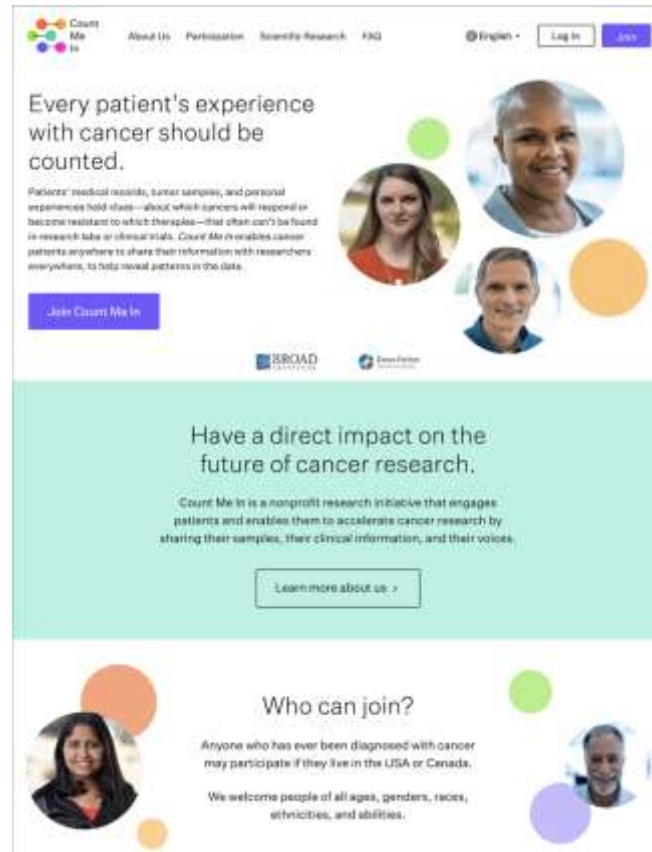 Count
Me
In
About Us Participation Scientific Research FAQ
English
Log In
Join
Every patient's experience
with cancer should be
counted.
Patients' medical records, tumor samples, and personal
experiences hold clues—about which cancers will respond or
become resistant to which therapies—that often can't be found
in research labs or clinical trials. Count Me In enables cancer
patients anywhere to share their information with researchers
everywhere, to help reveal patterns in the data.
Join Count Me In
BROAD
INSTITUTE
Dana-Farber
Have a direct impact on the
future of cancer research.
Count Me In is a nonprofit research initiative that engages
patients and enables them to accelerate cancer research by
sharing their samples, their clinical information, and their voices.
Learn more about us >
Who can join?
Anyone who has ever been diagnosed with cancer
may participate if they live in the USA or Canada.
We welcome people of all ages, genders, races,
ethnicities, and abilities.